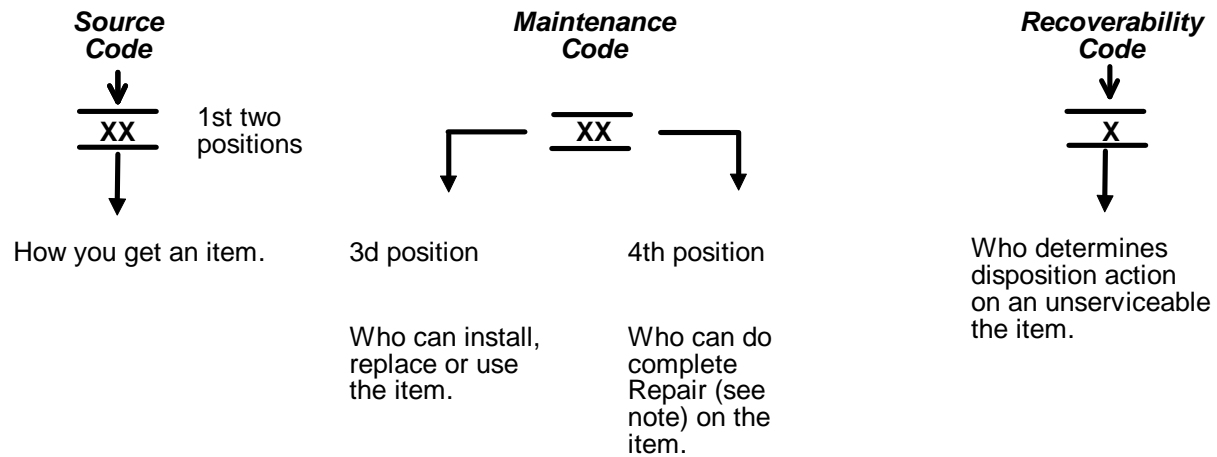 Source
Code
XX
1st two
positions
How you get an item.
Maintenance
Code
XX
3d position
Who can install,
replace or use
the item.
4th position
Who can do
complete
Repair (see
note) on the
item.
Recoverability
Code
X
Who determines
disposition action
on an unserviceable
the item.